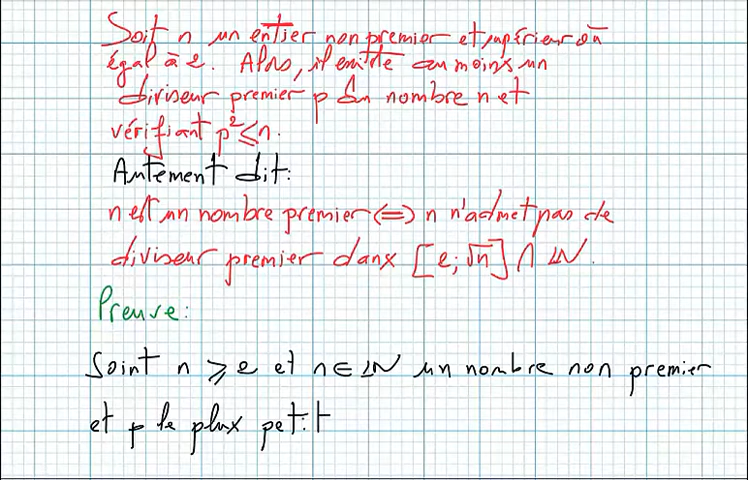 Soit n un entier non premier et supérieur ou
égal à 2. Alors, il existe au moins un
diviseur premier p du nombre n et
vérifiant p² ≤ n.
Autement dit:
n est un nombre premier ⟺ n n'admet pas de
diviseur premier dans [2; √n] ∩ ℕ.
Preuve:
Soint n ⩾ 2 et n ∈ ℕ un nombre non premier
et p le plus petit